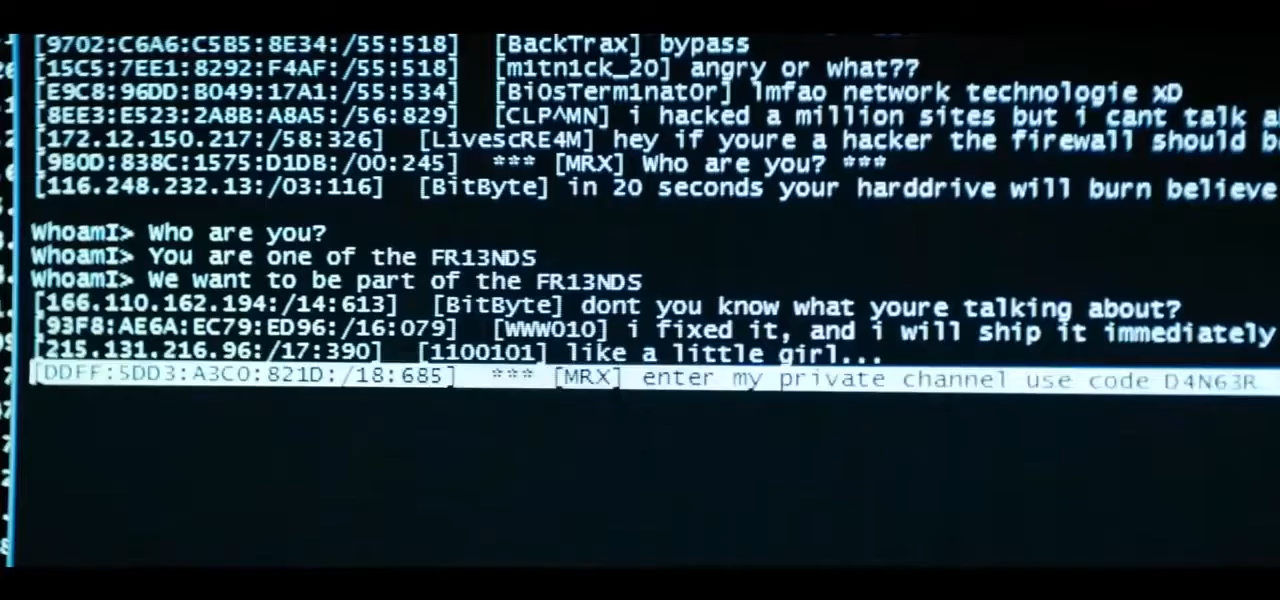 [9702:C6A6:C5B5:8E34:/55:518] [BackTrax] bypass
[15C5:7EE1:8292:F4AF:/55:518] [m1tn1ck_20] angry or what??
[E9C8:96DD:B049:17A1:/55:534] [Bi0sTerm1nat0r] lmfao network technologie xD
[8EE3:E523:2A8B:A8A5:/56:829] [CLP^MN] i hacked a million sites but i cant talk
[172.12.150.217:/58:326] [L1vescRE4M] hey if youre a hacker the firewall should
[9B0D:838C:1575:D1DB:/00:245] *** [MRX] Who are you? ***
[116.248.232.13:/03:116] [BitByte] in 20 seconds your harddrive will burn believe
WhoamI> Who are you?
WhoamI> You are one of the FR13NDS
WhoamI> We want to be part of the FR13NDS
[166.110.162.194:/14:613] [BitByte] dont you know what youre talking about?
[93F8:AE6A:EC79:ED96:/16:079] [WWW010] i fixed it, and i will ship it immediately
[215.131.216.96:/17:390] [1100101] like a little girl...
[DDFF:5DD3:A3C0:821D:/18:685] *** [MRX] enter my private channel use code D4N63R